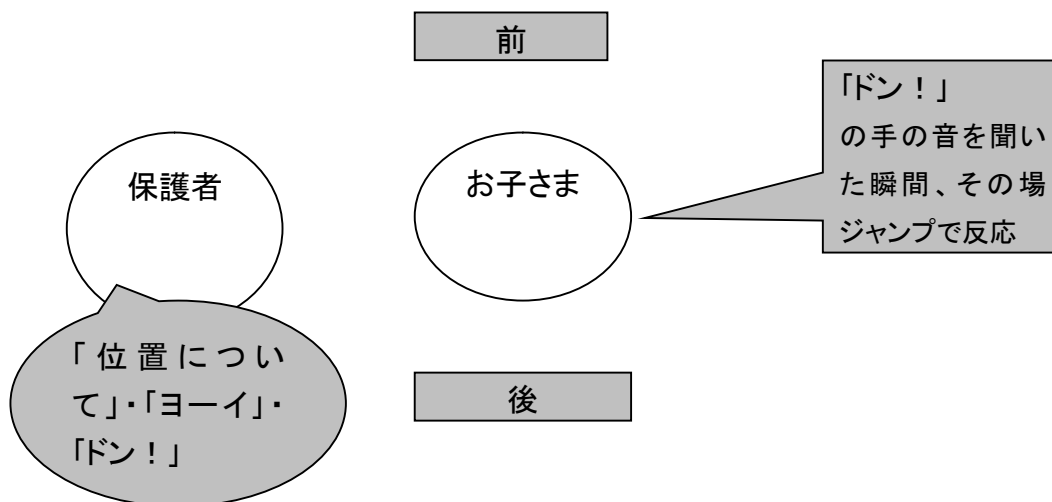 前
保護者
お子さま
「ドン！」
の手の音を聞い
た瞬間、その場
ジャンプで反応
「位置につい
て」・「ヨーイ」・
「ドン！」
後